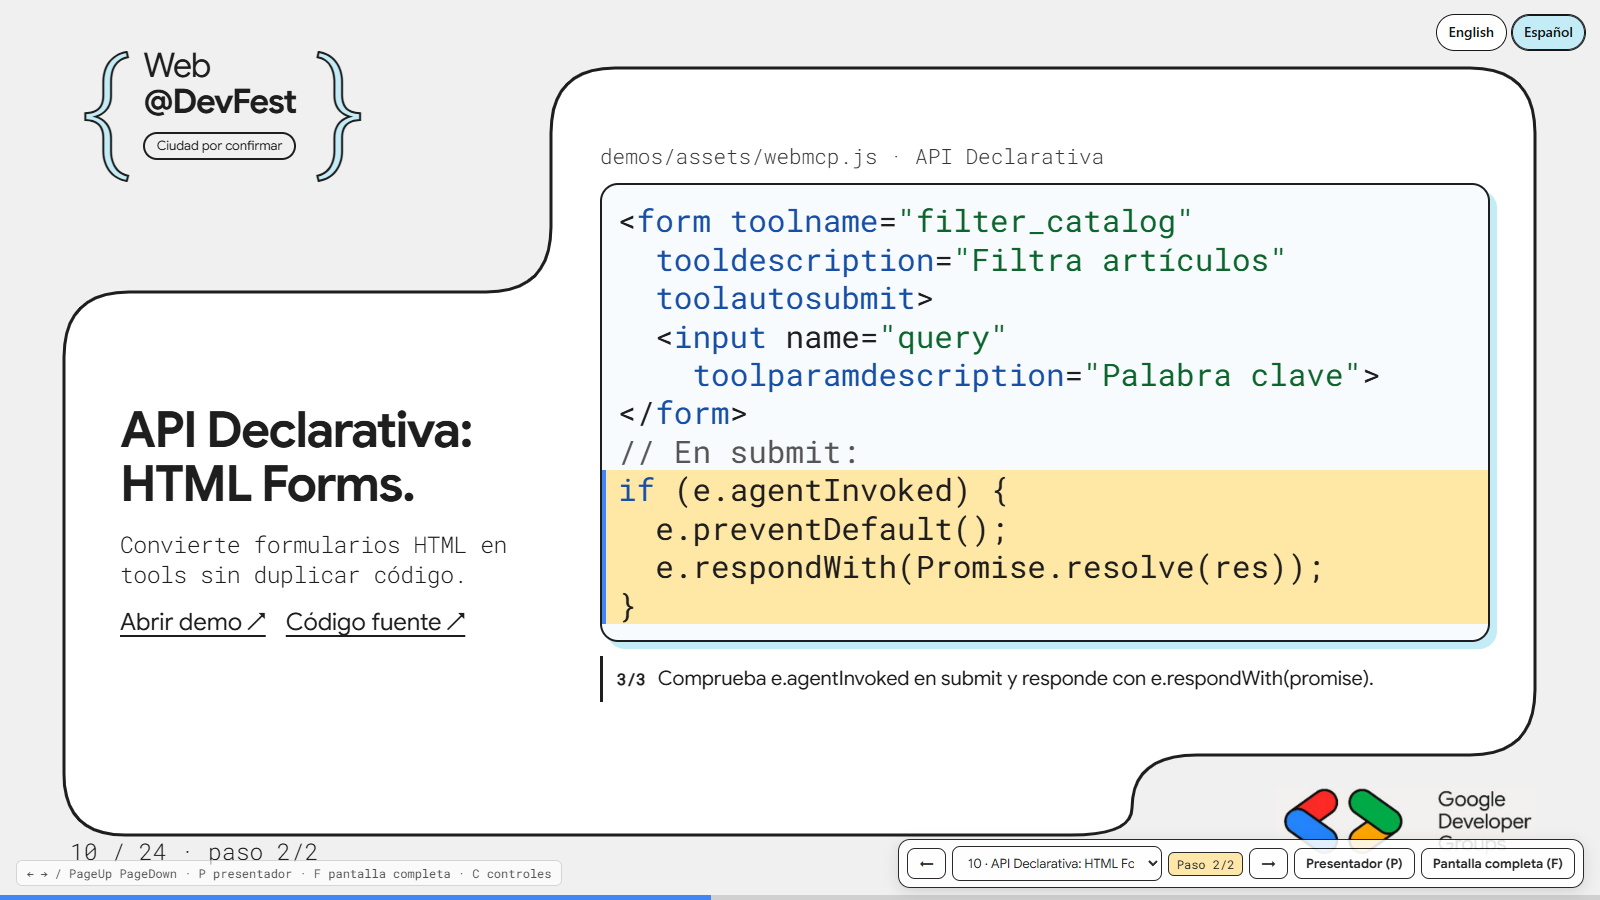 English
Español
Web
@DevFest
Ciudad por confirmar
demos/assets/webmcp.js · API Declarativa
<form toolname="filter_catalog"
tooldescription="Filtra artículos"
toolautosubmit>
<input name="query"
toolparamdescription="Palabra clave">
</form>
// En submit:
if (e.agentInvoked) {
e.preventDefault();
e.respondWith(Promise.resolve(res));
}
API Declarativa:
HTML Forms.
Convierte formularios HTML en
tools sin duplicar código.
Abrir demo ↗ Código fuente ↗
3/3 Comprueba e.agentInvoked en submit y responde con e.respondWith(promise).
Google
Developer
Groups
10 / 24 · paso 2/2
← → / PageUp PageDown · P presentador · F pantalla completa · C controles
← 10 · API Declarativa: HTML Fc Paso 2/2 → Presentador (P) Pantalla completa (F)